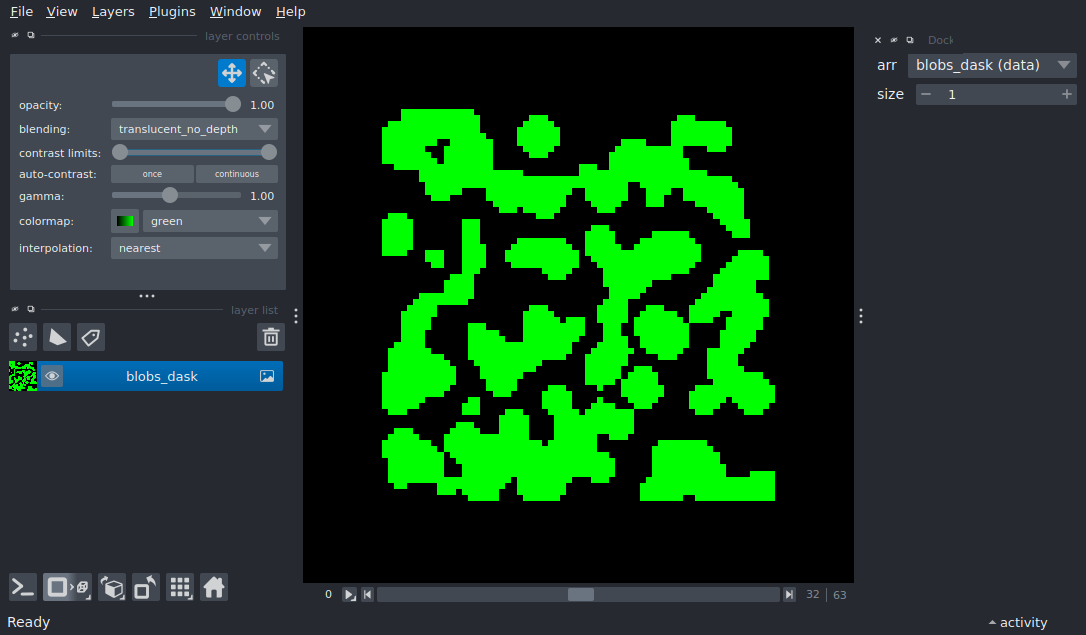 File View Layers Plugins Window Help
layer controls
opacity: 1.00
blending: translucent_no_depth
contrast limits:
auto-contrast: once continuous
gamma: 1.00
colormap: green
interpolation: nearest
layer list
blobs_dask
0 32 63
Ready
Dock
arr blobs_dask (data)
size 1
activity